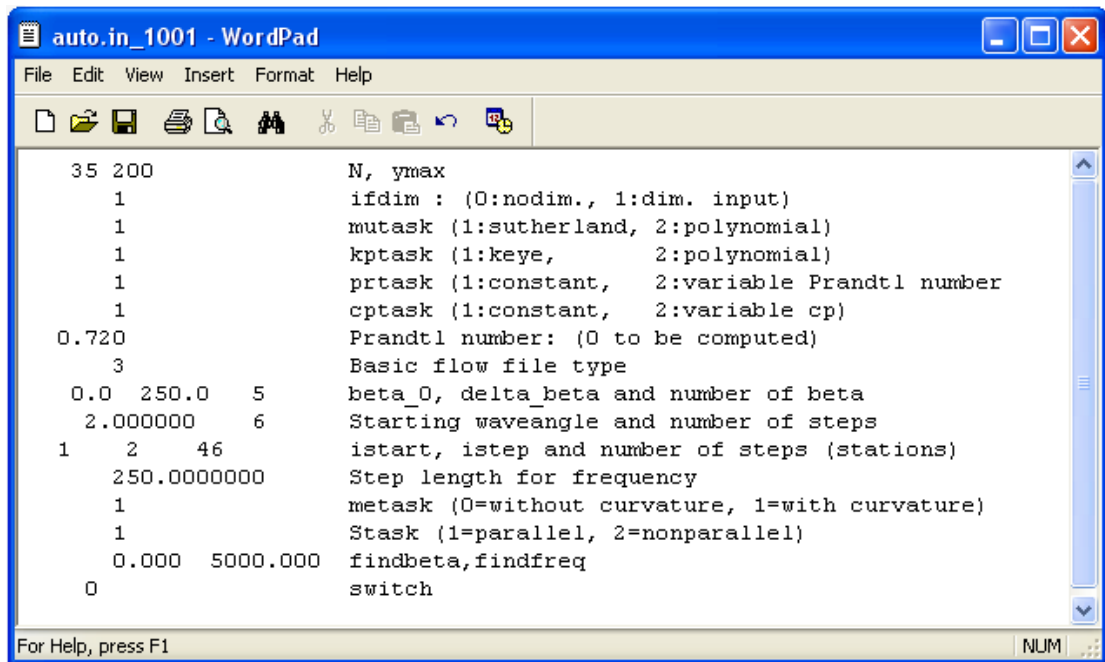 auto.in_1001 - WordPad
File Edit View Insert Format Help
35 200 N, ymax
1 ifdim : (0:nodim., 1:dim. input)
1 mutask (1:sutherland, 2:polynomial)
1 kptask (1:keye, 2:polynomial)
1 prtask (1:constant, 2:variable Prandtl number
1 cptask (1:constant, 2:variable cp)
0.720 Prandtl number: (0 to be computed)
3 Basic flow file type
0.0 250.0 5 beta_0, delta_beta and number of beta
2.000000 6 Starting waveangle and number of steps
1 2 46 istart, istep and number of steps (stations)
250.0000000 Step length for frequency
1 metask (0=without curvature, 1=with curvature)
1 Stask (1=parallel, 2=nonparallel)
0.000 5000.000 findbeta,findfreq
0 switch
For Help, press F1 NUM